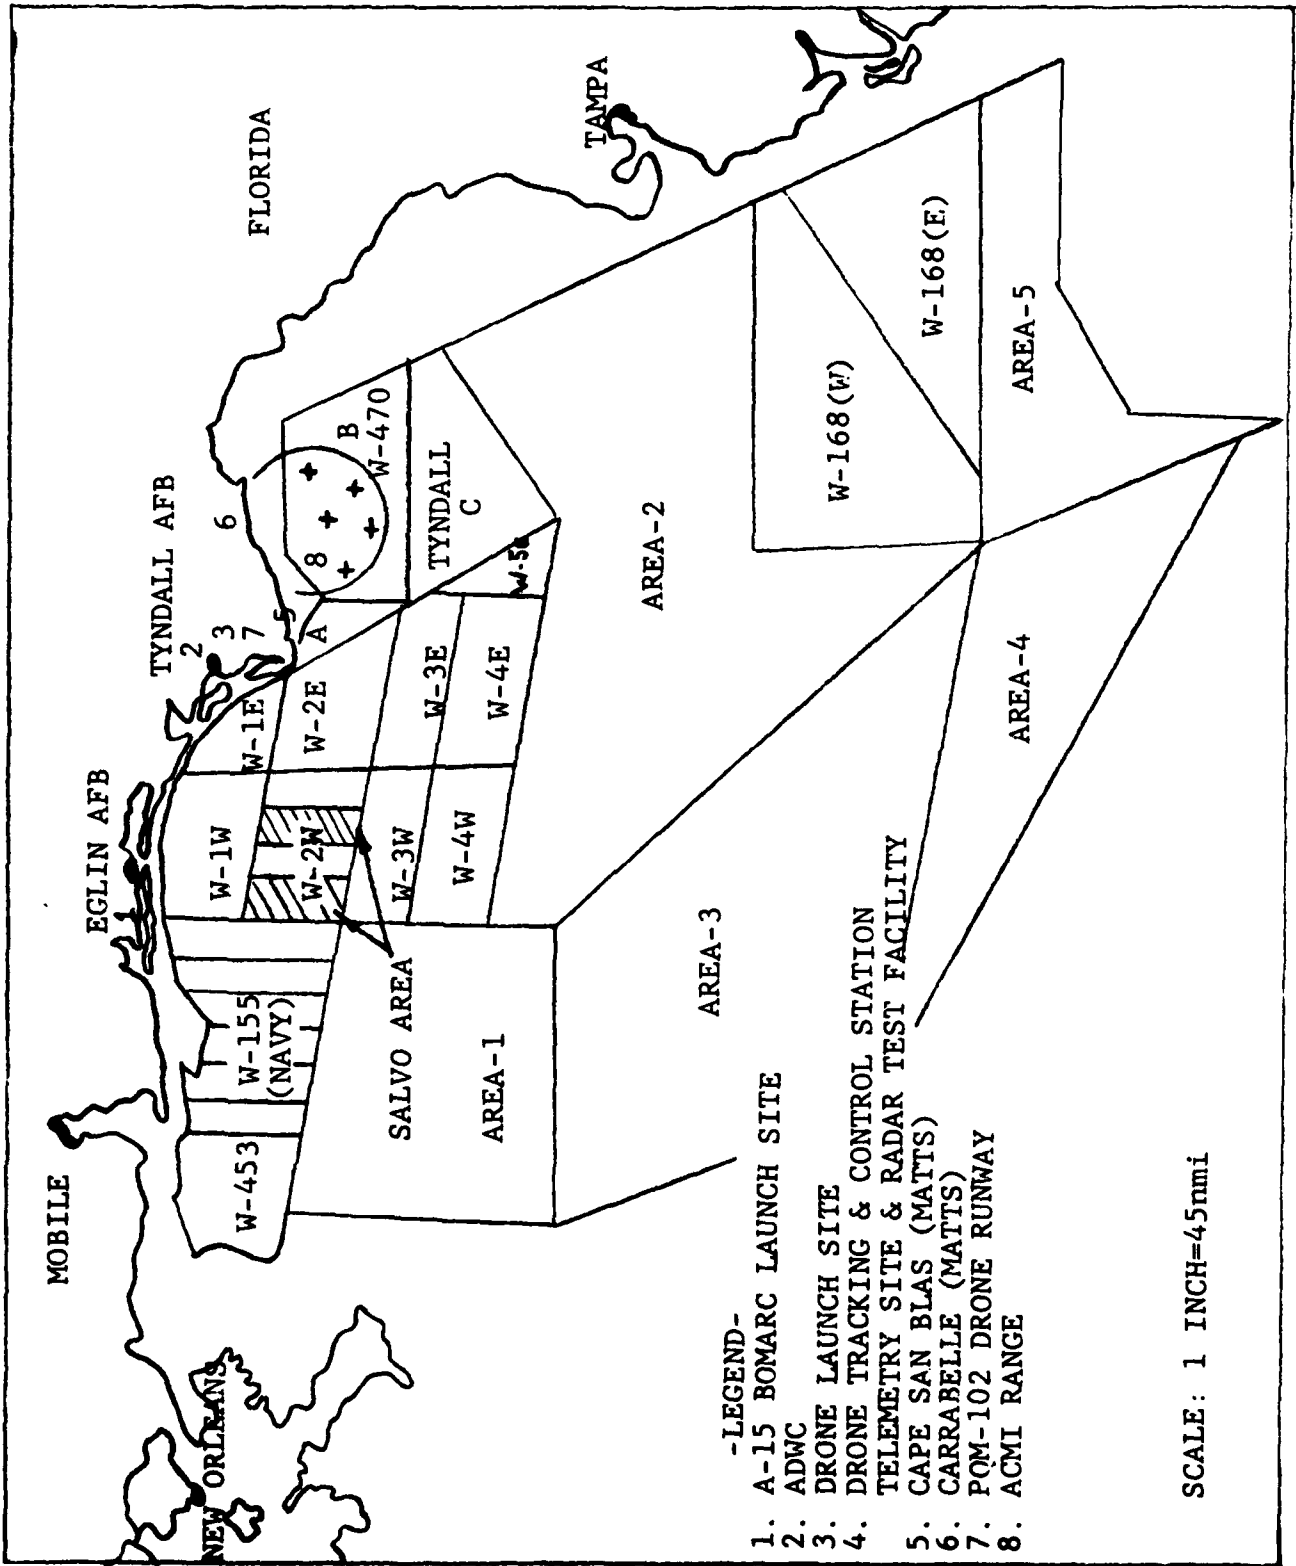 MOBILE
EGLIN AFB
TYNDALL AFB
FLORIDA
TAMPA
NEW ORLEANS
1
2
3
7
5
6
8
W-453
W-155
(NAVY)
W-1W
W-1E
W-2W
W-2E
A
B
W-470
W-3W
W-3E
W-4W
W-4E
TYNDALL
C
SALVO AREA
AREA-1
AREA-2
AREA-3
AREA-4
AREA-5
W-168(W)
W-168(E)
-LEGEND-
1. A-15 BOMARC LAUNCH SITE
2. ADWC
3. DRONE LAUNCH SITE
4. DRONE TRACKING & CONTROL STATION
TELEMETRY SITE & RADAR TEST FACILITY
5. CAPE SAN BLAS (MATTS)
6. CARRABELLE (MATTS)
7. PQM-102 DRONE RUNWAY
8. ACMI RANGE
SCALE: 1 INCH=45nmi